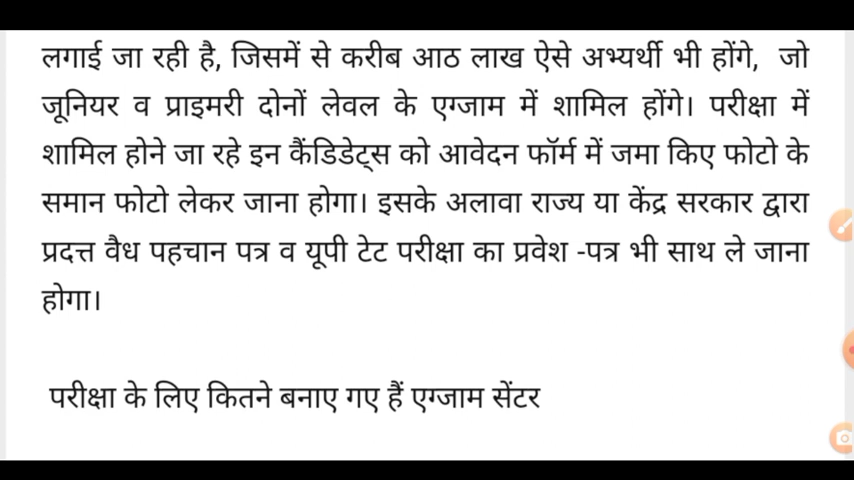 लगाई जा रही है, जिसमें से करीब आठ लाख ऐसे अभ्यर्थी भी होंगे, जो
जूनियर व प्राइमरी दोनों लेवल के एग्जाम में शामिल होंगे। परीक्षा में
शामिल होने जा रहे इन कैंडिडेट्स को आवेदन फॉर्म में जमा किए फोटो के
समान फोटो लेकर जाना होगा। इसके अलावा राज्य या केंद्र सरकार द्वारा
प्रदत्त वैध पहचान पत्र व यूपी टेट परीक्षा का प्रवेश -पत्र भी साथ ले जाना
होगा।
परीक्षा के लिए कितने बनाए गए हैं एग्जाम सेंटर